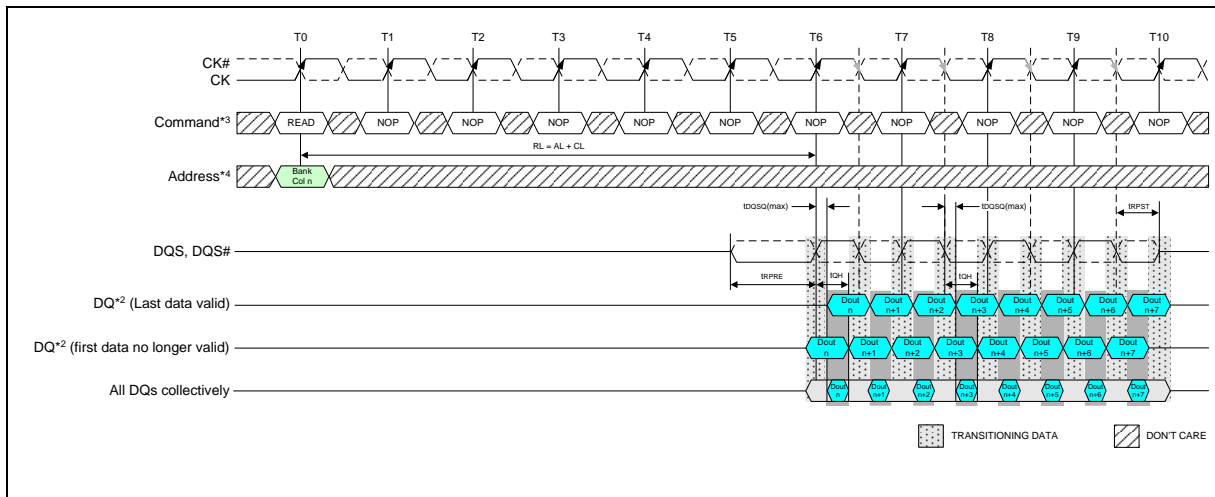 T0 T1 T2 T3 T4 T5 T6 T7 T8 T9 T10
CK#
CK
Command*3 READ NOP NOP NOP NOP NOP NOP NOP NOP NOP NOP
RL = AL + CL
Address*4 Bank
Col n
tDQSQ(max) tDQSQ(max) tRPST
DQS, DQS#
tRPRE tQH tQH
DQ*2 (Last data valid) Dout Dout Dout Dout Dout Dout Dout Dout
n n+1 n+2 n+3 n+4 n+5 n+6 n+7
DQ*2 (first data no longer valid) Dout Dout Dout Dout Dout Dout Dout Dout
n n+1 n+2 n+3 n+4 n+5 n+6 n+7
All DQs collectively Dout Dout Dout Dout Dout Dout Dout Dout
n n+1 n+2 n+3 n+4 n+5 n+6 n+7
TRANSITIONING DATA DON'T CARE